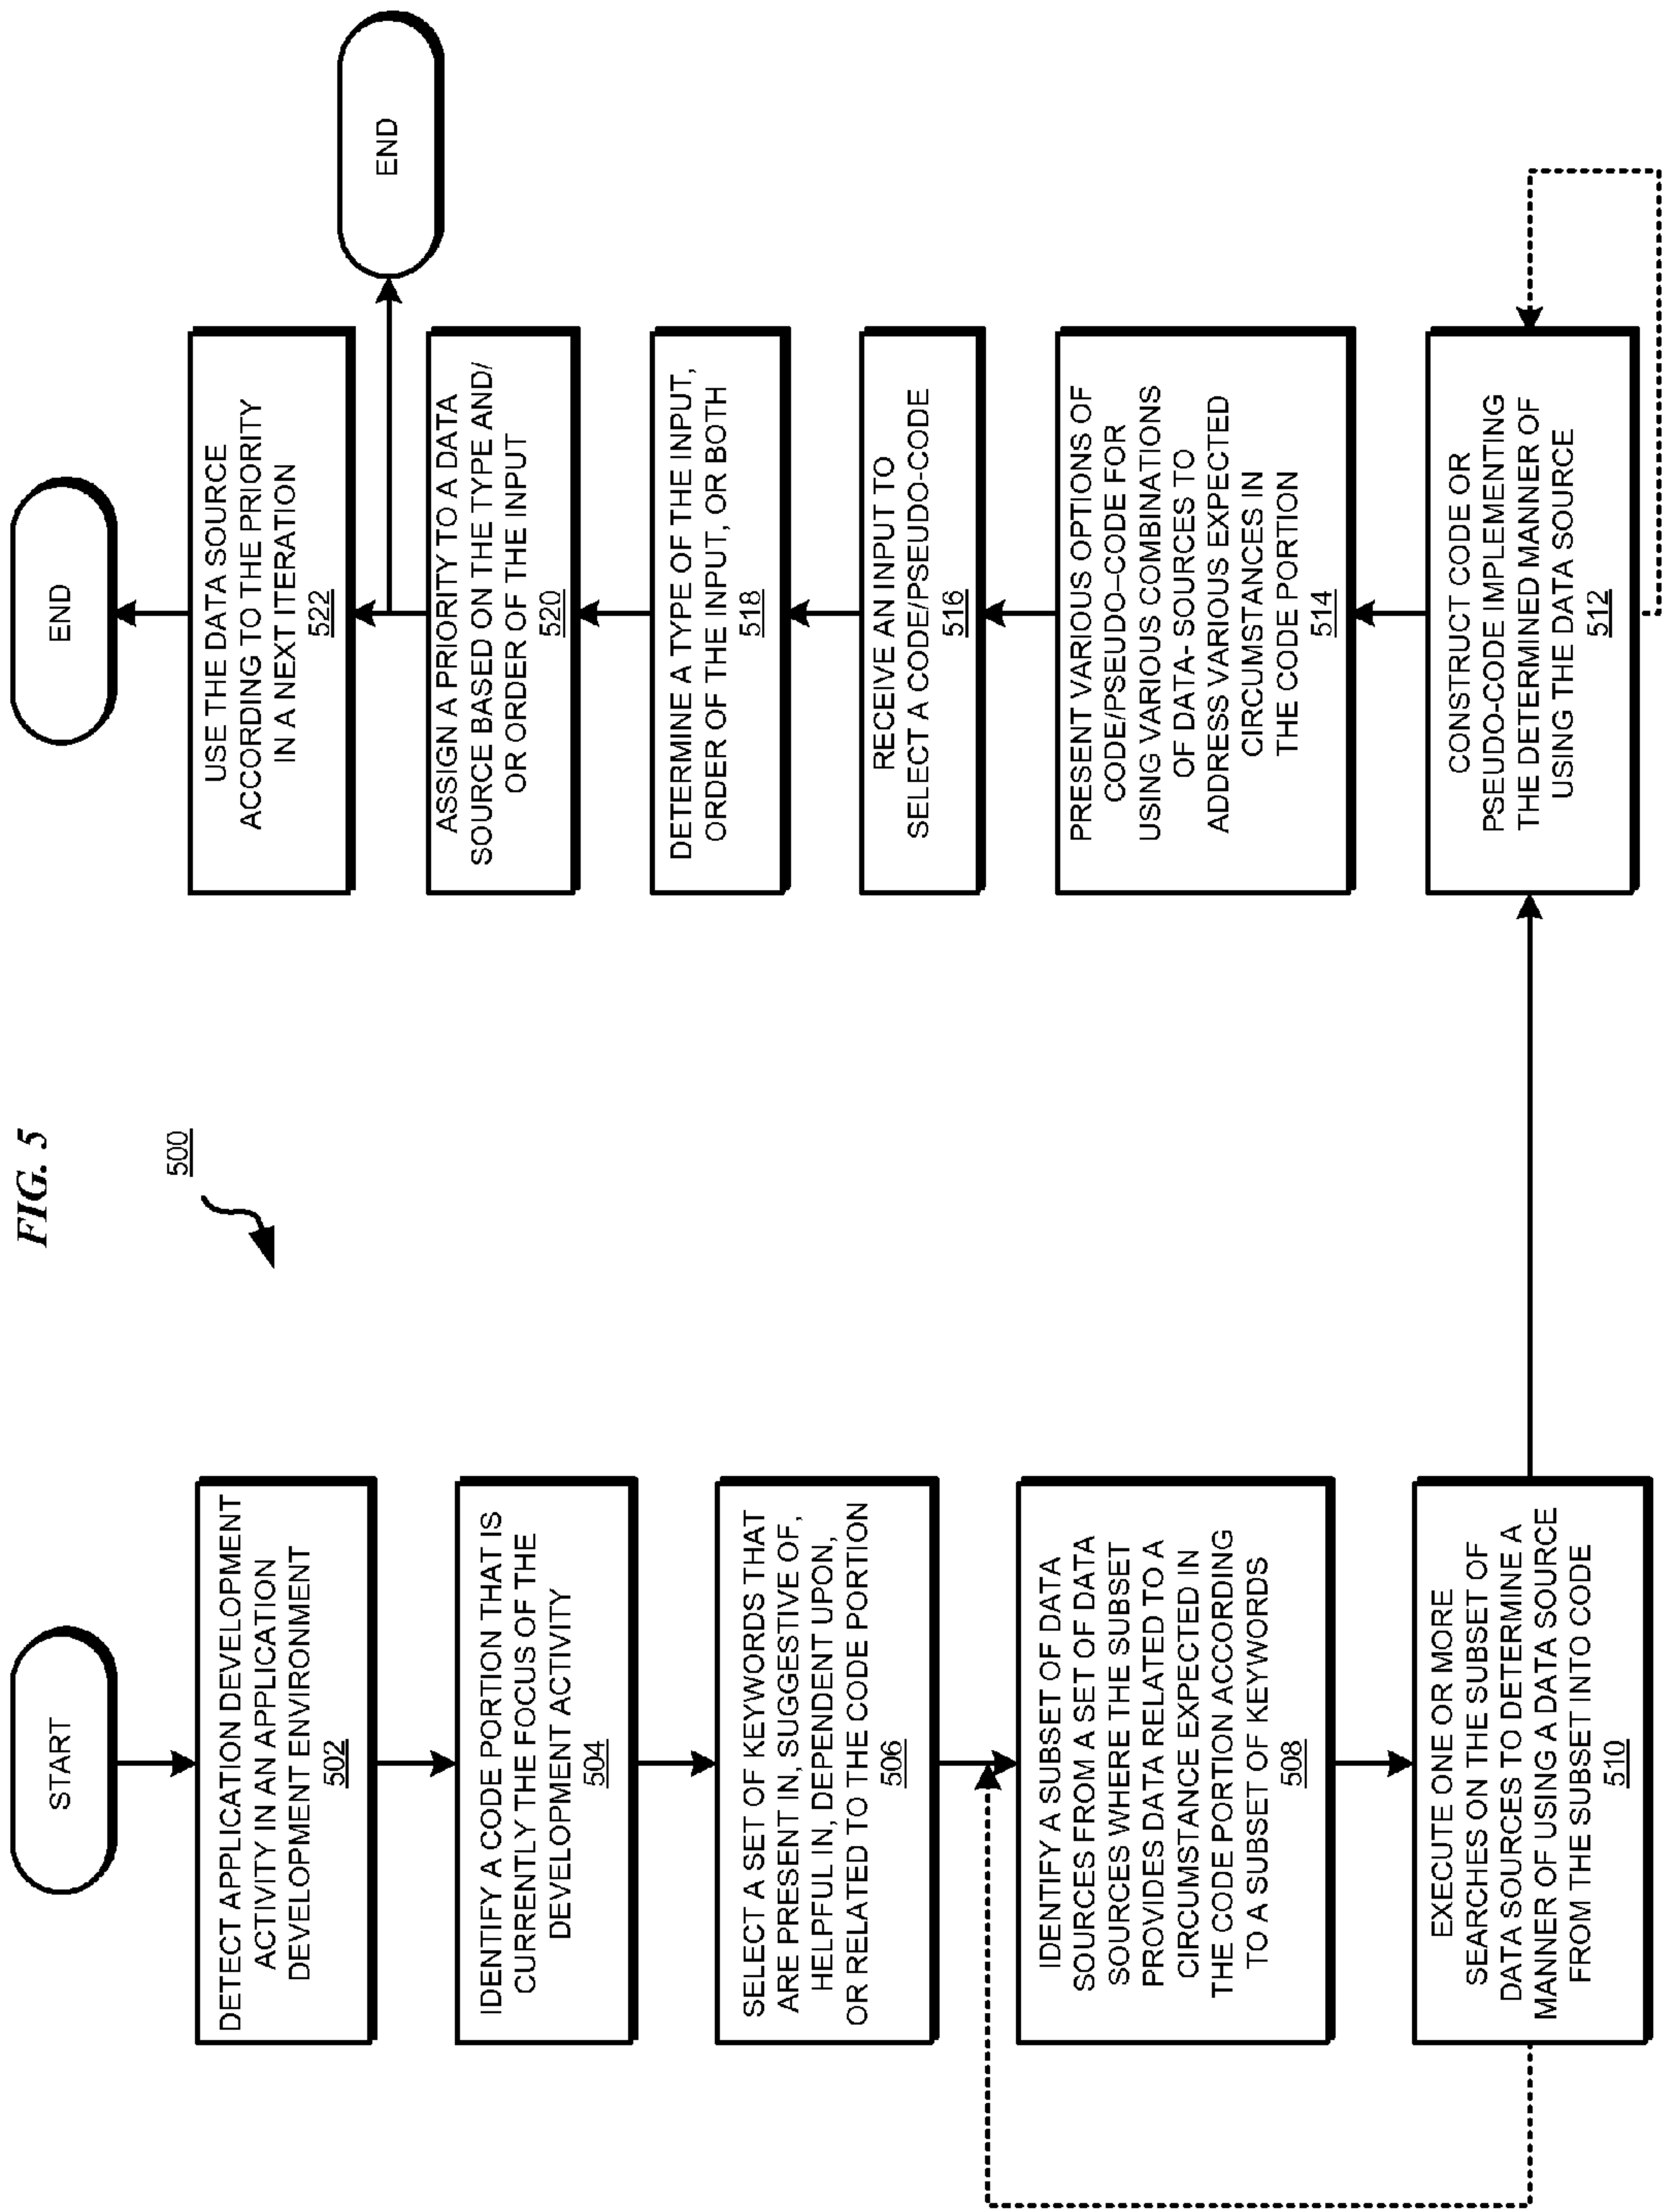 FIG. 5
500
START
DETECT APPLICATION DEVELOPMENT
ACTIVITY IN AN APPLICATION
DEVELOPMENT ENVIRONMENT
502
IDENTIFY A CODE PORTION THAT IS
CURRENTLY THE FOCUS OF THE
DEVELOPMENT ACTIVITY
504
SELECT A SET OF KEYWORDS THAT
ARE PRESENT IN, SUGGESTIVE OF,
HELPFUL IN, DEPENDENT UPON,
OR RELATED TO THE CODE PORTION
506
IDENTIFY A SUBSET OF DATA
SOURCES FROM A SET OF DATA
SOURCES WHERE THE SUBSET
PROVIDES DATA RELATED TO A
CIRCUMSTANCE EXPECTED IN
THE CODE PORTION ACCORDING
TO A SUBSET OF KEYWORDS
508
EXECUTE ONE OR MORE
SEARCHES ON THE SUBSET OF
DATA SOURCES TO DETERMINE A
MANNER OF USING A DATA SOURCE
FROM THE SUBSET INTO CODE
510
CONSTRUCT CODE OR
PSEUDO-CODE IMPLEMENTING
THE DETERMINED MANNER OF
USING THE DATA SOURCE
512
PRESENT VARIOUS OPTIONS OF
CODE/PSEUDO–CODE FOR
USING VARIOUS COMBINATIONS
OF DATA- SOURCES TO
ADDRESS VARIOUS EXPECTED
CIRCUMSTANCES IN
THE CODE PORTION
514
RECEIVE AN INPUT TO
SELECT A CODE/PSEUDO-CODE
516
DETERMINE A TYPE OF THE INPUT,
ORDER OF THE INPUT, OR BOTH
518
ASSIGN A PRIORITY TO A DATA
SOURCE BASED ON THE TYPE AND/
OR ORDER OF THE INPUT
520
USE THE DATA SOURCE
ACCORDING TO THE PRIORITY
IN A NEXT ITERATION
522
END
END